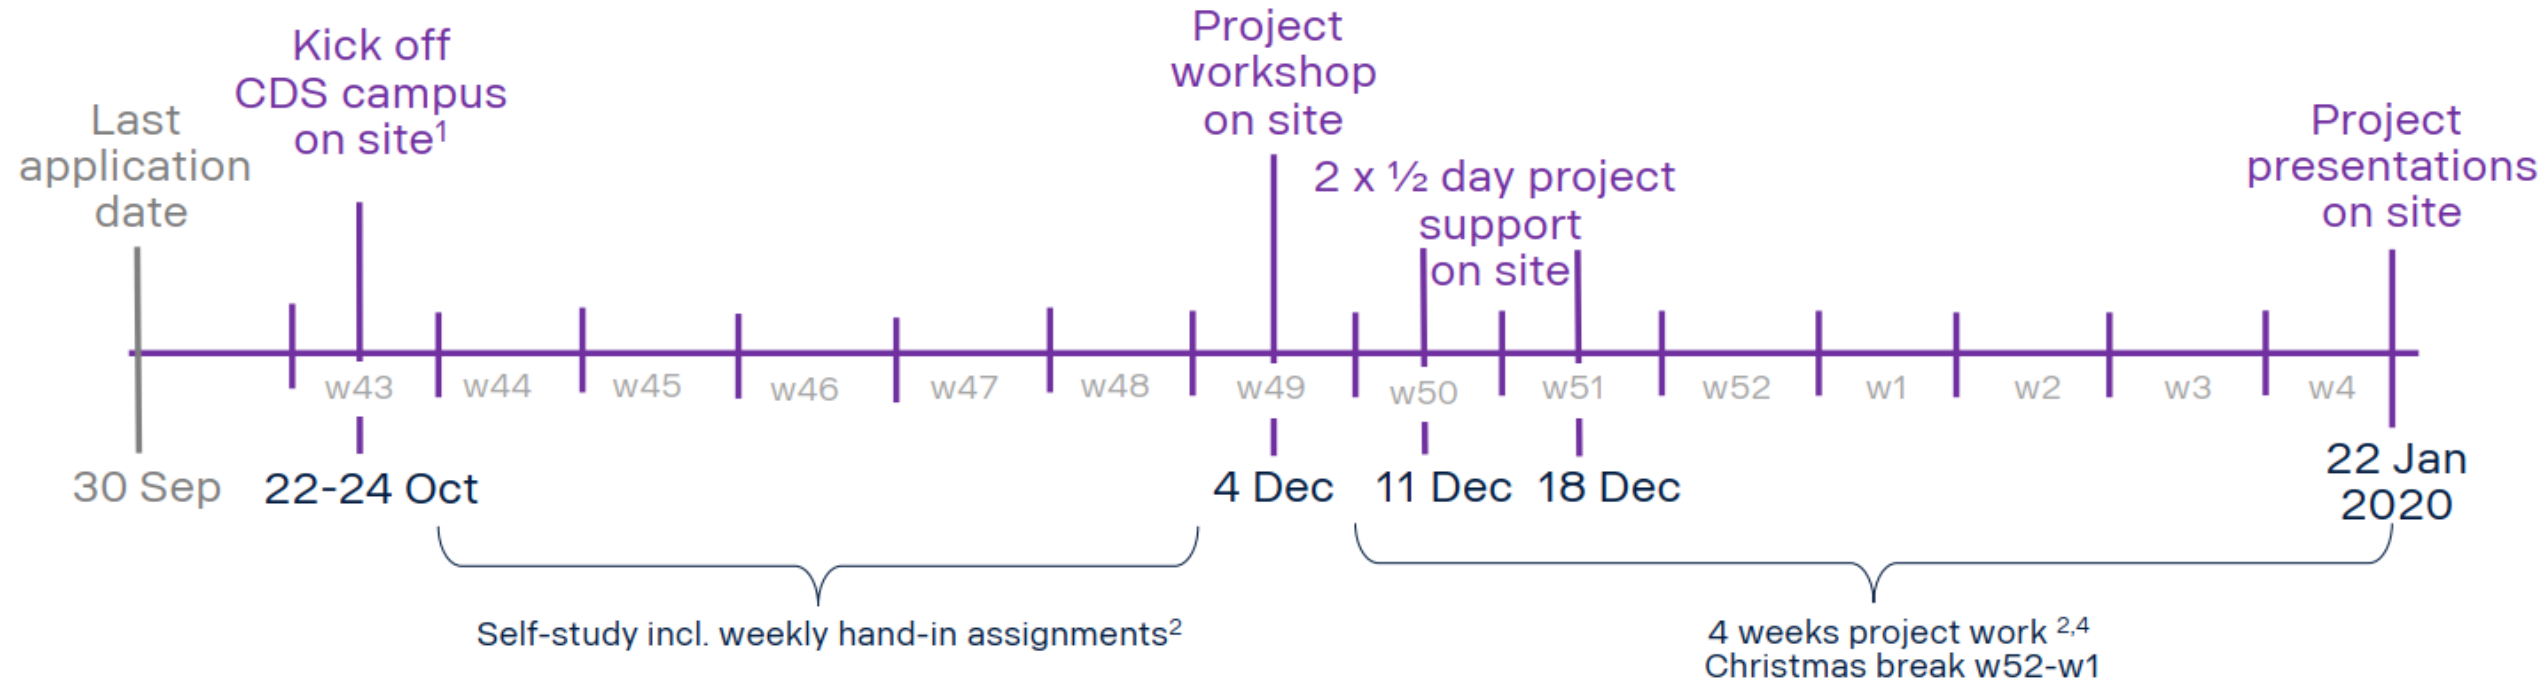 Last
application
date
Kick off
CDS campus
on site¹
Project
workshop
on site
2 x ½ day project
support
on site
Project
presentations
on site
w43
w44
w45
w46
w47
w48
w49
w50
w51
w52
w1
w2
w3
w4
30 Sep
22-24 Oct
4 Dec
11 Dec
18 Dec
22 Jan
2020
Self-study incl. weekly hand-in assignments²
4 weeks project work ²,⁴
Christmas break w52-w1